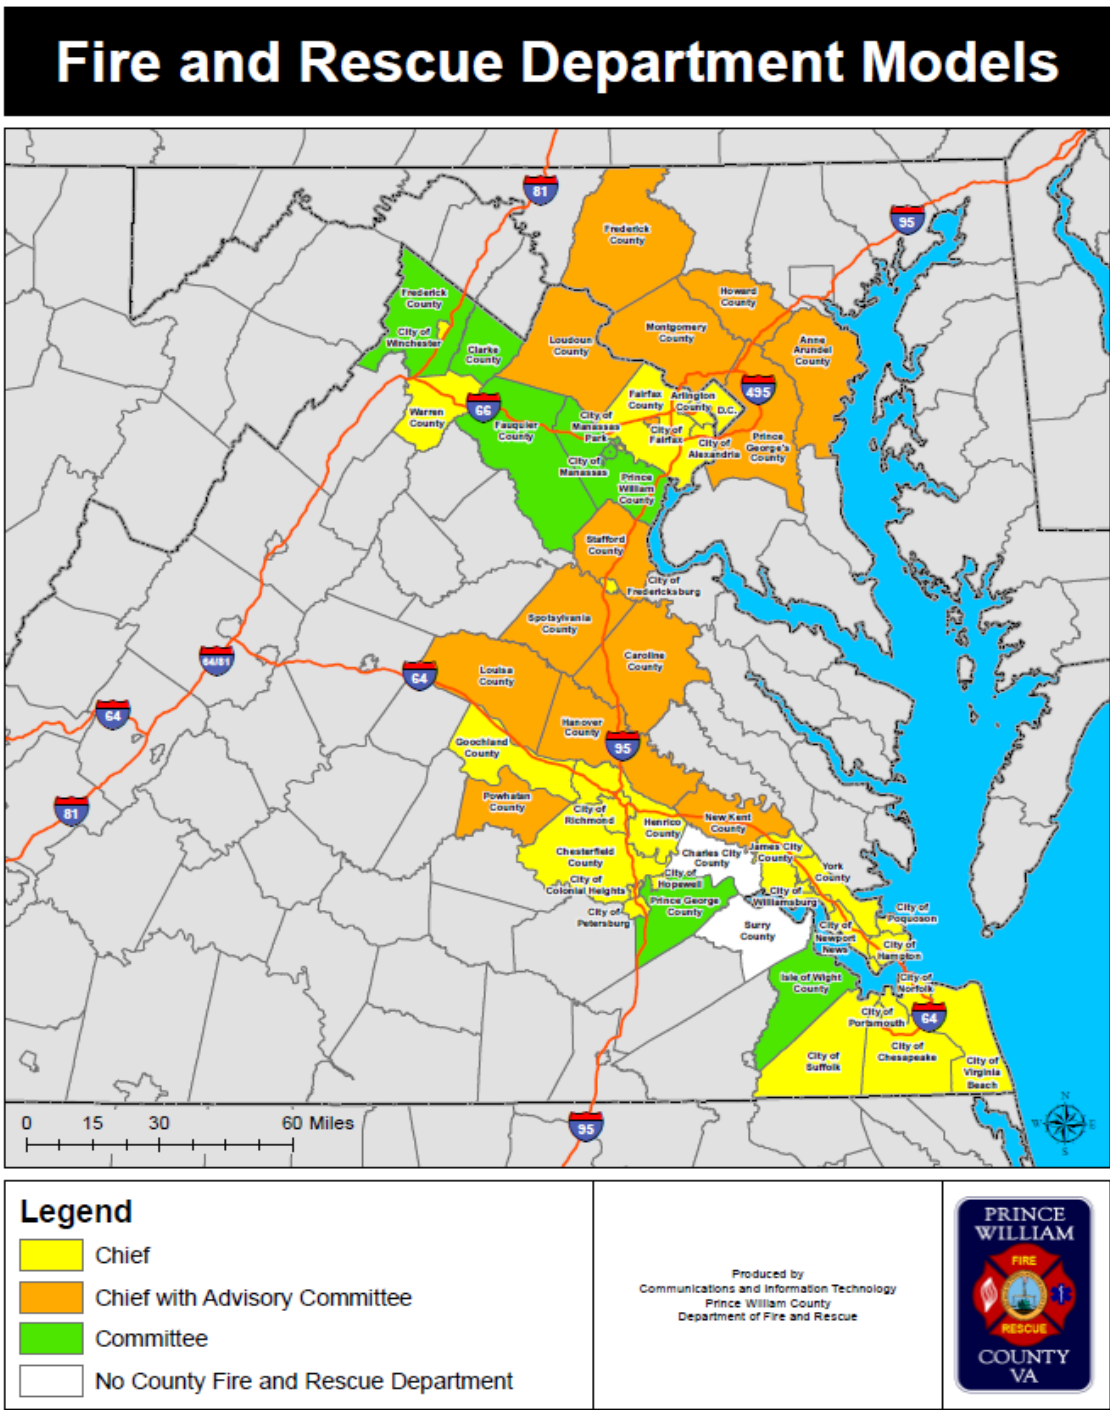 Fire and Rescue Department Models
81
95
Frederick
County
Howard
County
Frederick
County
City of
Winchester
Clarke
County
Loudoun
County
Montgomery
County
Anne
Arundel
County
495
66
Warren
County
Fauquier
County
City of
Manassas
Park
Fairfax
County
Arlington
County
D.C.
City of
Fairfax
City of
Alexandria
Prince
George's
County
City of
Manassas
Prince
William
County
Stafford
County
City of
Fredericksburg
Spotsylvania
County
Caroline
County
64/81
64
Louisa
County
64
Hanover
County
95
Goochland
County
81
Powhatan
County
City of
Richmond
Henrico
County
New Kent
County
Chesterfield
County
Charles City
County
James City
County
York
County
City of
Colonial Heights
City of
Hopewell
City of
Williamsburg
Prince George
County
City of
Petersburg
Surry
County
City of
Poquoson
City of
Newport
News
City of
Hampton
Isle of Wight
County
City of
Norfolk
City of
Portsmouth
64
City of
Suffolk
City of
Chesapeake
City of
Virginia
Beach
95
0 15 30 60 Miles
N
W E
S
Legend
Chief
Chief with Advisory Committee
Committee
No County Fire and Rescue Department
Produced by
Communications and Information Technology
Prince William County
Department of Fire and Rescue
PRINCE
WILLIAM
FIRE
RESCUE
COUNTY
VA